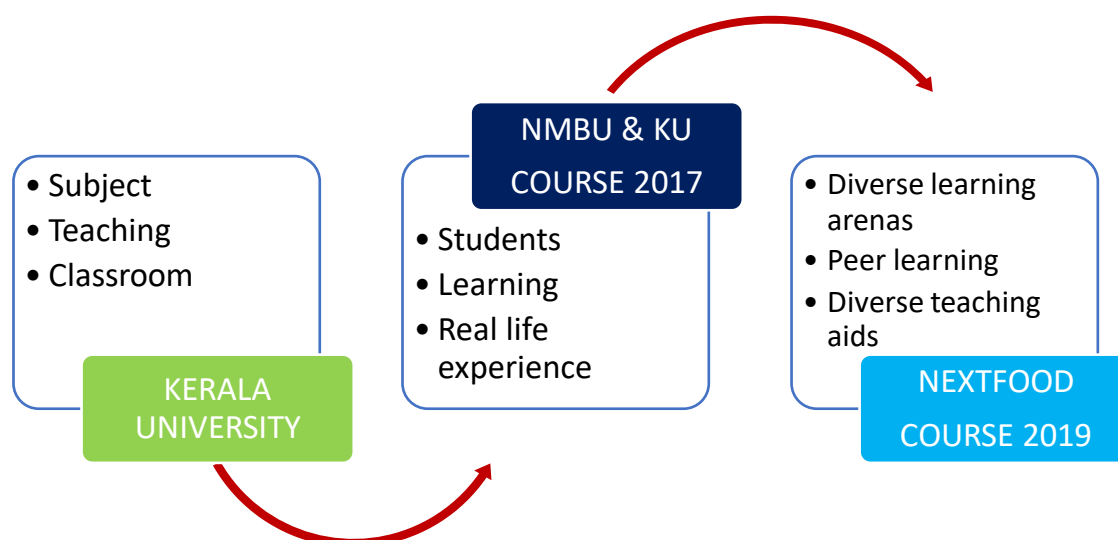 • Subject
• Teaching
• Classroom
KERALA
UNIVERSITY
NMBU & KU
COURSE 2017
• Students
• Learning
• Real life
experience
• Diverse learning
arenas
• Peer learning
• Diverse teaching
aids
NEXTFOOD
COURSE 2019